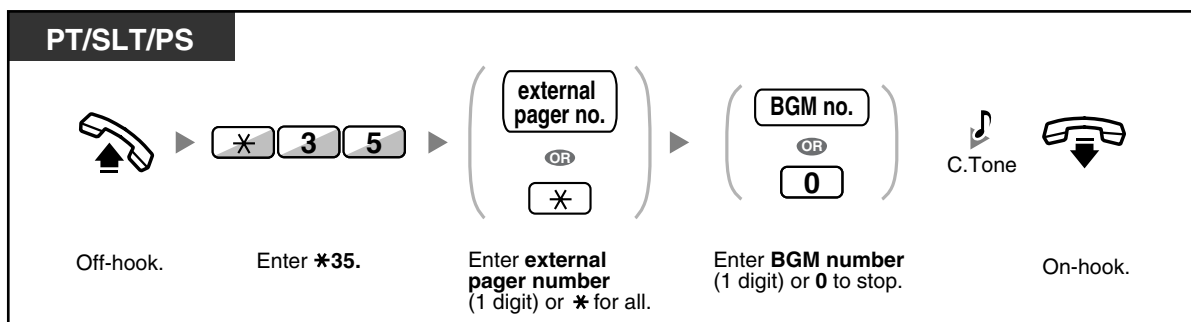 PT/SLT/PS
external
pager no.
OR
*
BGM no.
OR
0
* 3 5
C.Tone
Off-hook.
Enter *35.
Enter external
pager number
(1 digit) or * for all.
Enter BGM number
(1 digit) or 0 to stop.
On-hook.